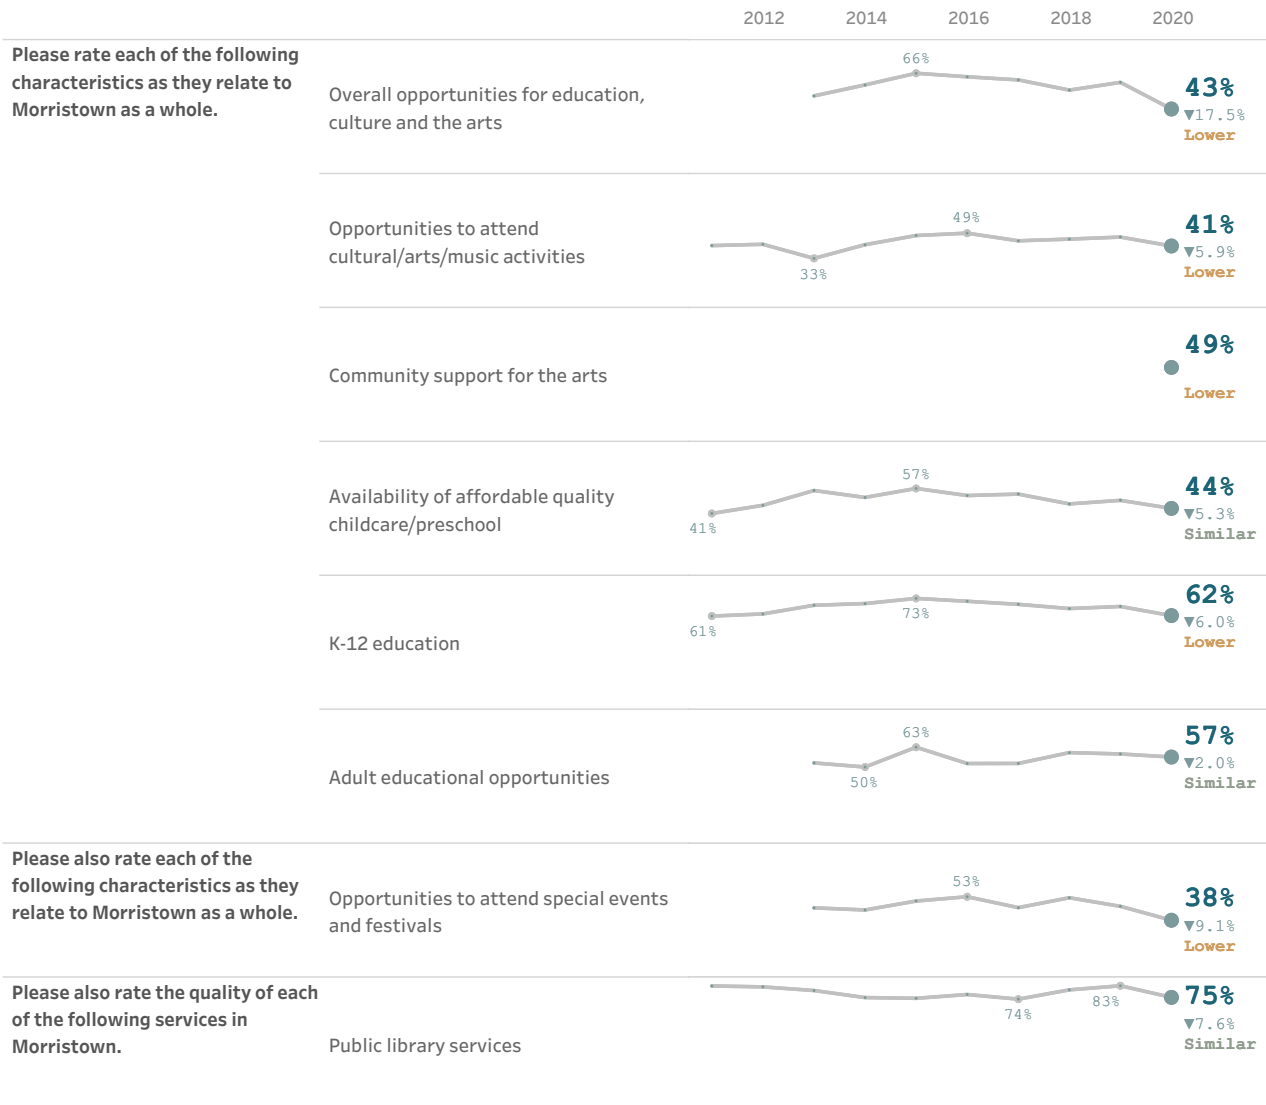 2012 2014 2016 2018 2020
Please rate each of the following
characteristics as they relate to
Morristown as a whole.
Overall opportunities for education,
culture and the arts
66%
43%
▼17.5%
Lower
Opportunities to attend
cultural/arts/music activities
33%
49%
41%
▼5.9%
Lower
Community support for the arts
49%
Lower
Availability of affordable quality
childcare/preschool
41%
57%
44%
▼5.3%
Similar
K-12 education
61%
73%
62%
▼6.0%
Lower
Adult educational opportunities
50%
63%
57%
▼2.0%
Similar
Please also rate each of the
following characteristics as they
relate to Morristown as a whole.
Opportunities to attend special events
and festivals
53%
38%
▼9.1%
Lower
Please also rate the quality of each
of the following services in
Morristown.
Public library services
74%
83%
75%
▼7.6%
Similar